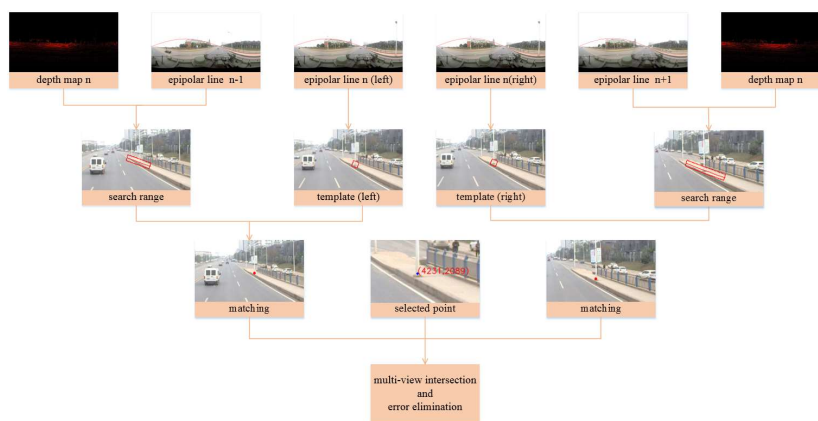 depth map n
epipolar line n-1
epipolar line n (left)
epipolar line n(right)
epipolar line n+1
depth map n
search range
template (left)
template (right)
search range
(4231,2989)
matching
selected point
matching
multi-view intersection
and
error elimination